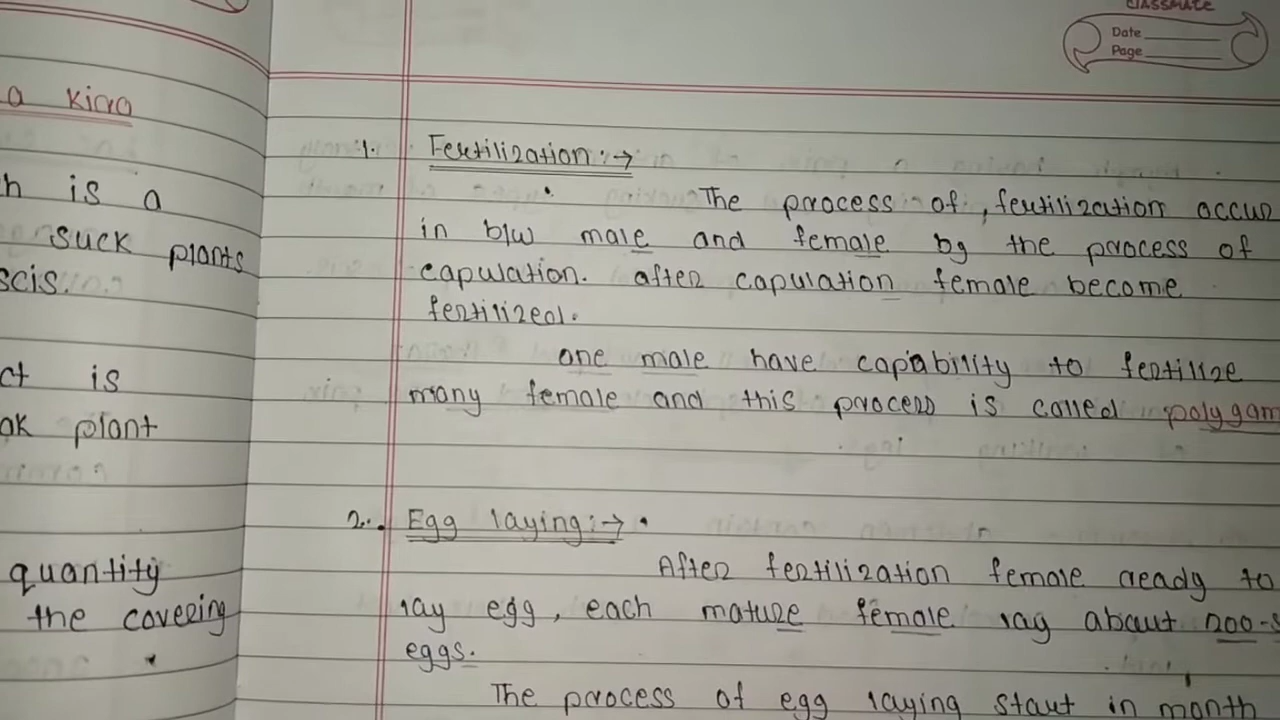 CLASSMATE
Date
Page
a kind
h is a
suck plants
scis.
ct is
ak plant
quantity
the covering
1. Fertilization:→
The process of, fertilization occur
in b/w male and female by the process of
capulation. after capulation female become
fertilized.
one male have capability to fertilize
many female and this process is called polygam
2. Egg laying:→
After fertilization female ready to
lay egg, each mature female lay about 200-5
eggs.
The process of egg laying start in month